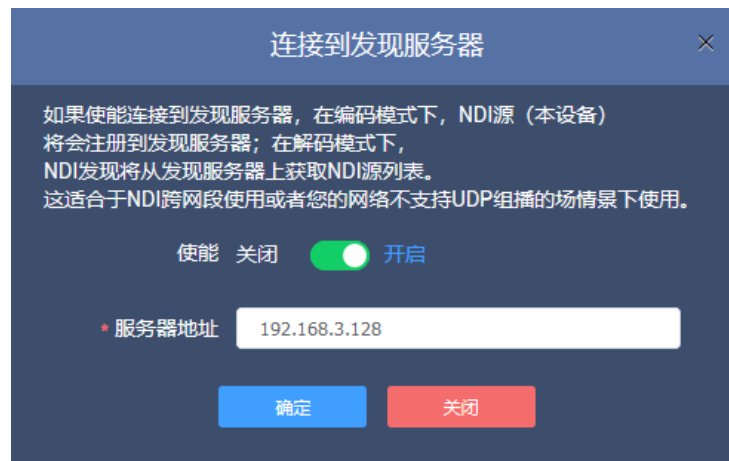 连接到发现服务器
如果使能连接到发现服务器，在编码模式下，NDI源（本设备）
将会注册到发现服务器；在解码模式下，
NDI发现将从发现服务器上获取NDI源列表。
这适合于NDI跨网段使用或者您的网络不支持UDP组播的场情景下使用。
使能 关闭 开启
* 服务器地址 192.168.3.128
确定 关闭